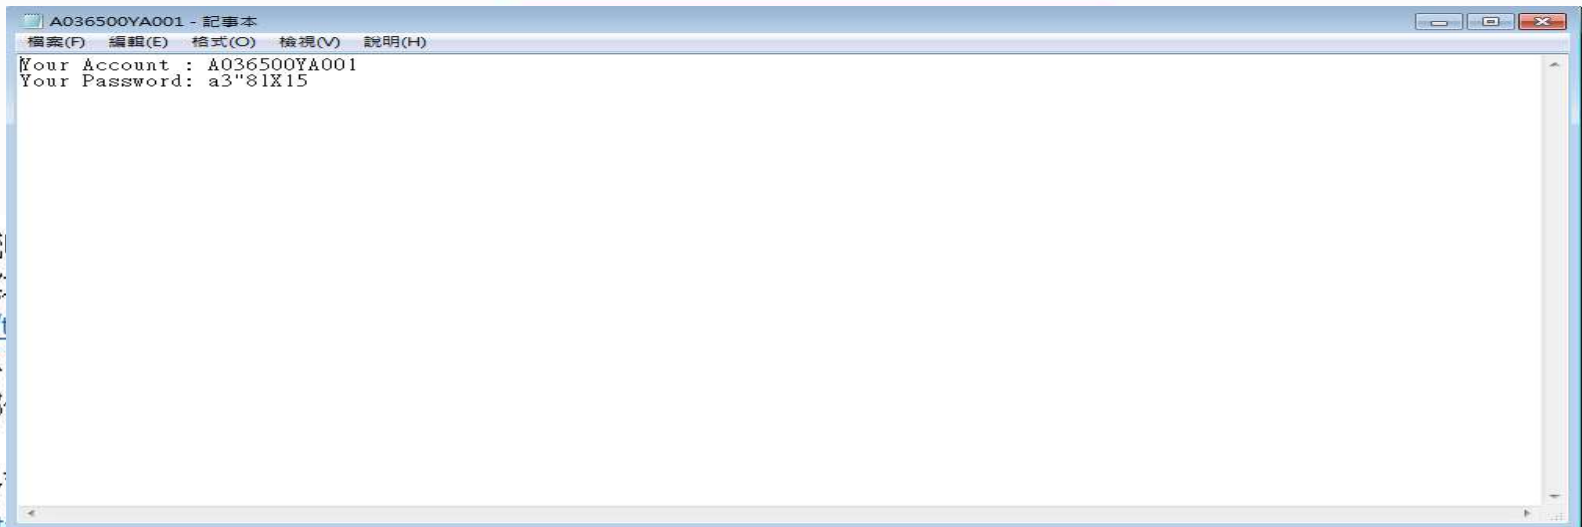 A036500YA001 - 記事本
檔案(F) 編輯(E) 格式(O) 檢視(V) 說明(H)
Your Account : A036500YA001
Your Password: a3"81X15